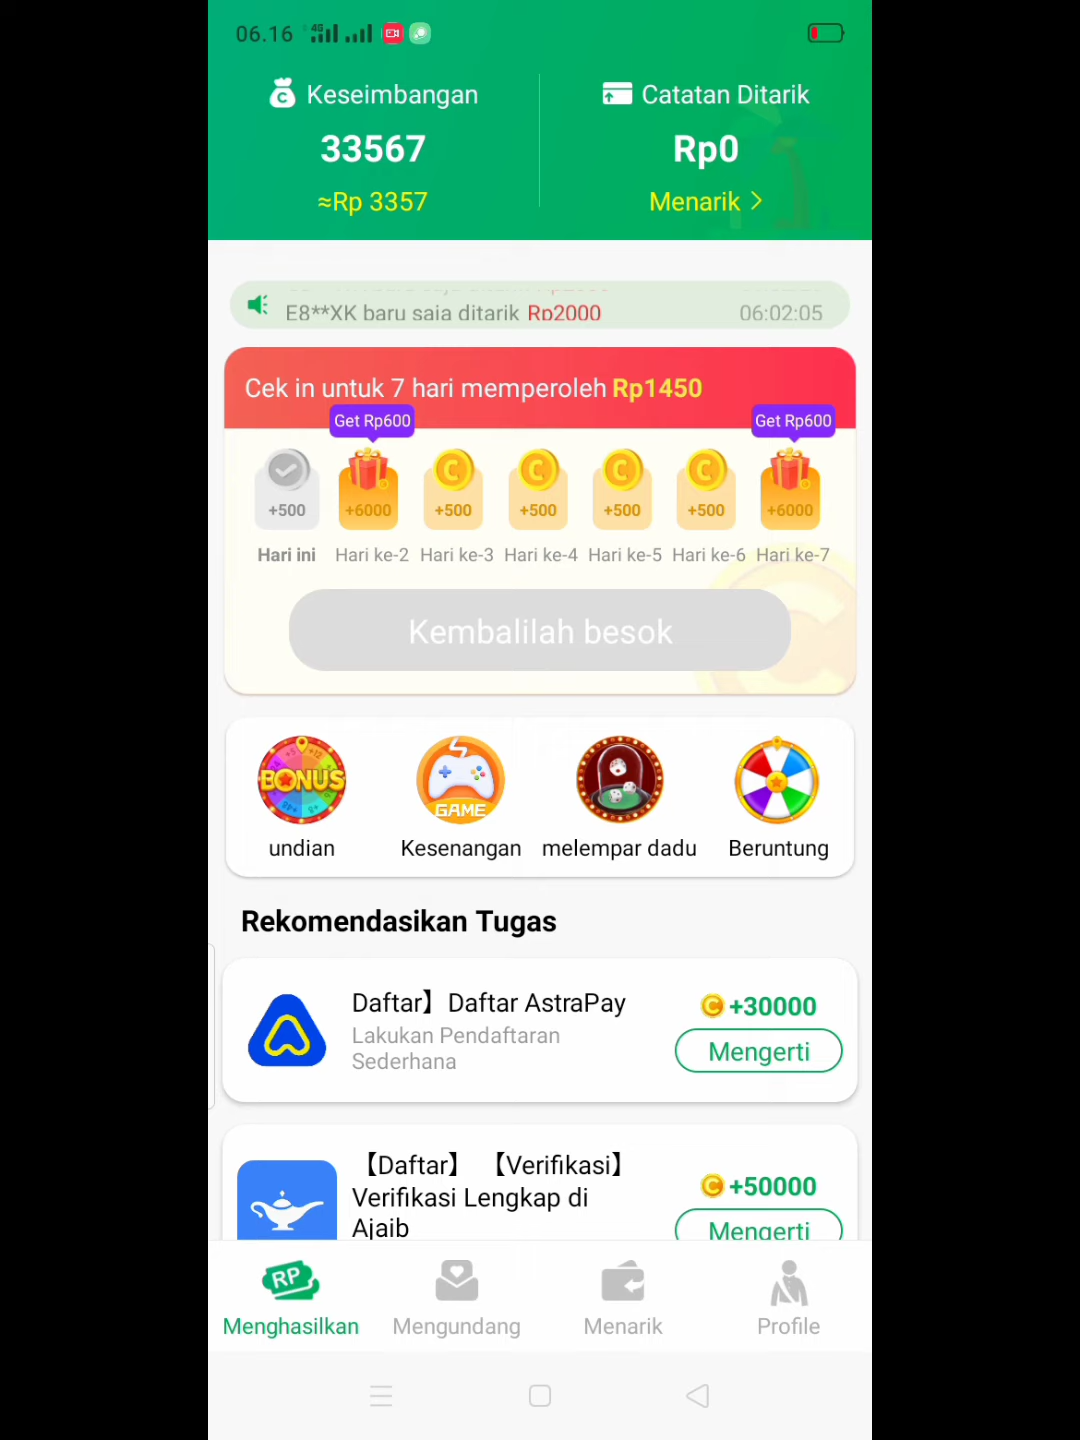 06.16 4G
Keseimbangan
33567
≈Rp 3357
Catatan Ditarik
Rp0
Menarik >
E8**XK baru saja ditarik Rp2000 06:02:05
Cek in untuk 7 hari memperoleh Rp1450
Get Rp600 Get Rp600
+500 +6000 +500 +500 +500 +500 +6000
Hari ini Hari ke-2 Hari ke-3 Hari ke-4 Hari ke-5 Hari ke-6 Hari ke-7
Kembalilah besok
BONUS GAME
undian Kesenangan melempar dadu Beruntung
Rekomendasikan Tugas
Daftar】Daftar AstraPay
Lakukan Pendaftaran
Sederhana
+30000
Mengerti
【Daftar】 【Verifikasi】
Verifikasi Lengkap di
Ajaib
+50000
Mengerti
RP
Menghasilkan Mengundang Menarik Profile